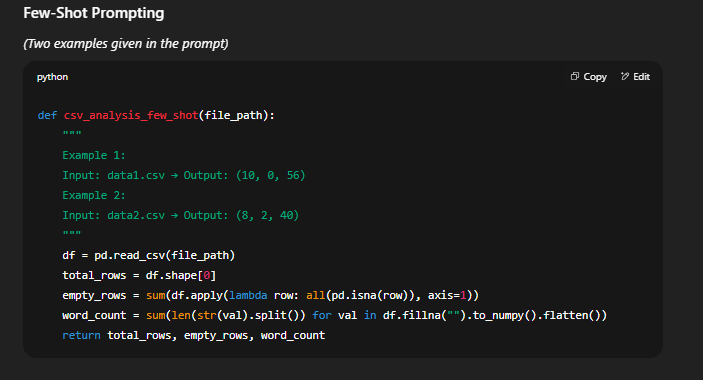 Few-Shot Prompting
(Two examples given in the prompt)
python Copy Edit
def csv_analysis_few_shot(file_path):
    """
    Example 1:
    Input: data1.csv → Output: (10, 0, 56)
    Example 2:
    Input: data2.csv → Output: (8, 2, 40)
    """
    df = pd.read_csv(file_path)
    total_rows = df.shape[0]
    empty_rows = sum(df.apply(lambda row: all(pd.isna(row)), axis=1))
    word_count = sum(len(str(val).split()) for val in df.fillna("").to_numpy().flatten())
    return total_rows, empty_rows, word_count